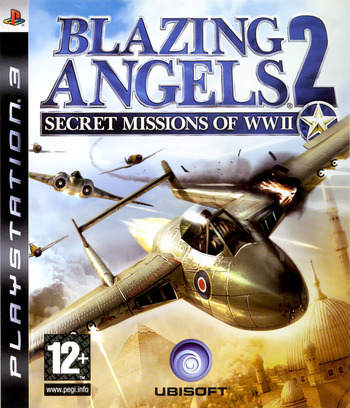 PLAYSTATION 3
BLAZING
ANGELS 2
SECRET MISSIONS OF WWII
12+
www.pegi.info
UBISOFT